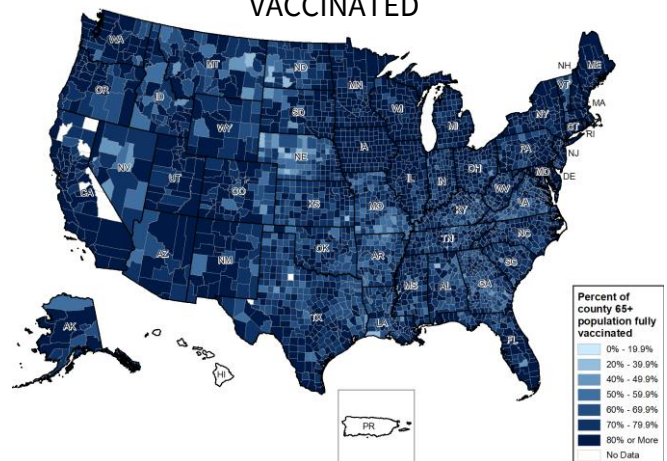 VACCINATED
WA
MT
ND
MN
OR
ID
SD
WI
MI
WY
NE
IA
NV
UT
CO
IL
IN
OH
PA
NY
VT
NH
ME
MA
CT
RI
NJ
DE
MD
WV
VA
CA
KS
MO
KY
AZ
NM
OK
AR
TN
NC
SC
TX
LA
MS
AL
GA
FL
AK
HI
PR
Percent of
county 65+
population fully
vaccinated
0% - 19.9%
20% - 39.9%
40% - 49.9%
50% - 59.9%
60% - 69.9%
70% - 79.9%
80% or More
No Data